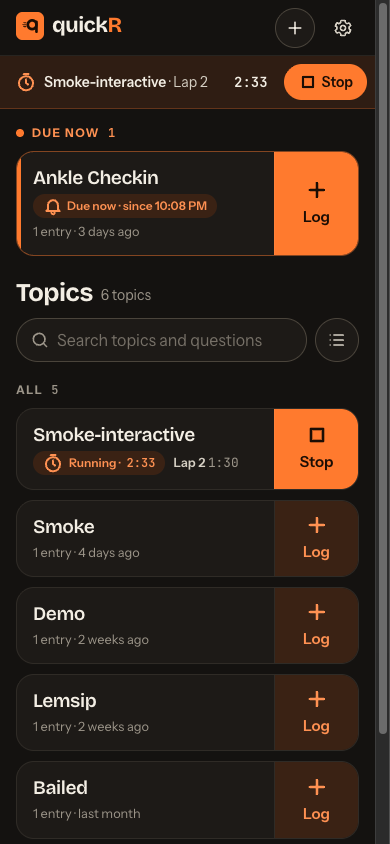 quickR
Smoke-interactive · Lap 2 2:33 Stop
DUE NOW 1
Ankle Checkin
Due now · since 10:08 PM
1 entry · 3 days ago
Log
Topics 6 topics
Search topics and questions
ALL 5
Smoke-interactive
Running · 2:33 Lap 2 1:30
Stop
Smoke
1 entry · 4 days ago
Log
Demo
1 entry · 2 weeks ago
Log
Lemsip
1 entry · 2 weeks ago
Log
Bailed
1 entry · last month
Log